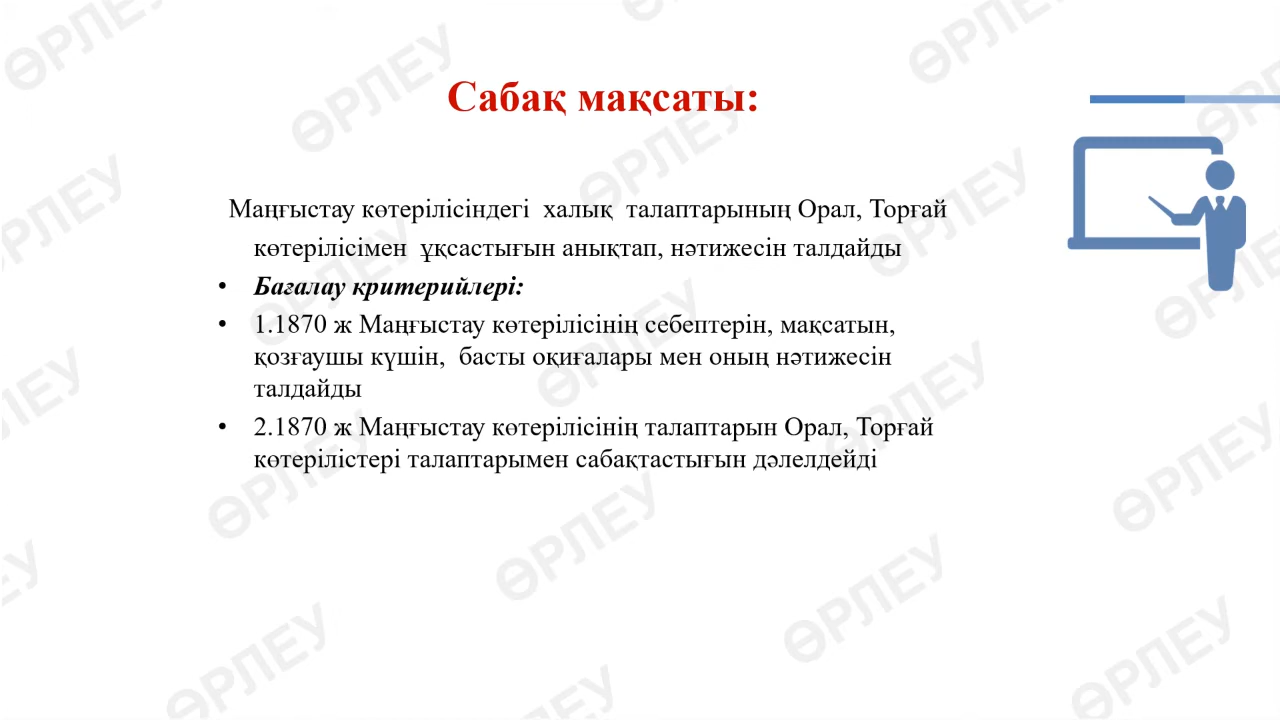 Сабақ мақсаты:
Маңғыстау көтерілісіндегі халық талаптарының Орал, Торғай
көтерілісімен ұқсастығын анықтап, нәтижесін талдайды
• Бағалау критерийлері:
• 1.1870 ж Маңғыстау көтерілісінің себептерін, мақсатын,
қозғаушы күшін, басты оқиғалары мен оның нәтижесін
талдайды
• 2.1870 ж Маңғыстау көтерілісінің талаптарын Орал, Торғай
көтерілістері талаптарымен сабақтастығын дәлелдейді
ӨРЛЕУ